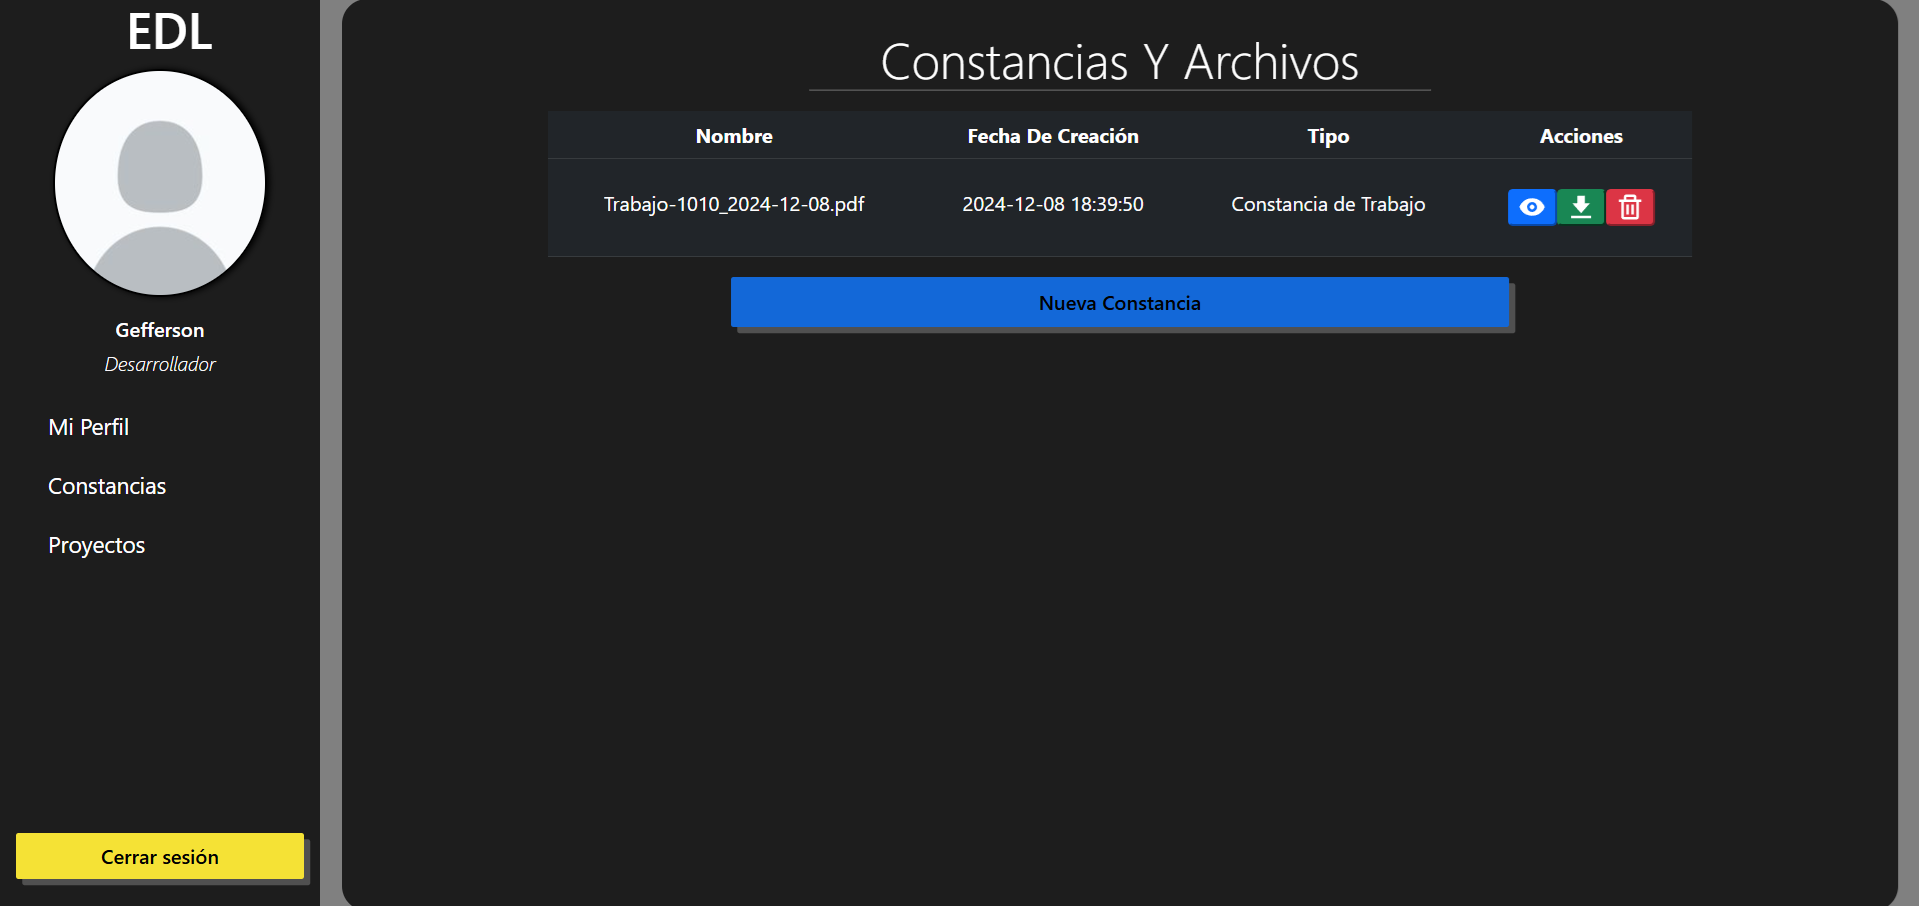 EDL
Gefferson
Desarrollador
Mi Perfil
Constancias
Proyectos
Cerrar sesión
Constancias Y Archivos
Nombre Fecha De Creación Tipo Acciones
Trabajo-1010_2024-12-08.pdf 2024-12-08 18:39:50 Constancia de Trabajo
Nueva Constancia